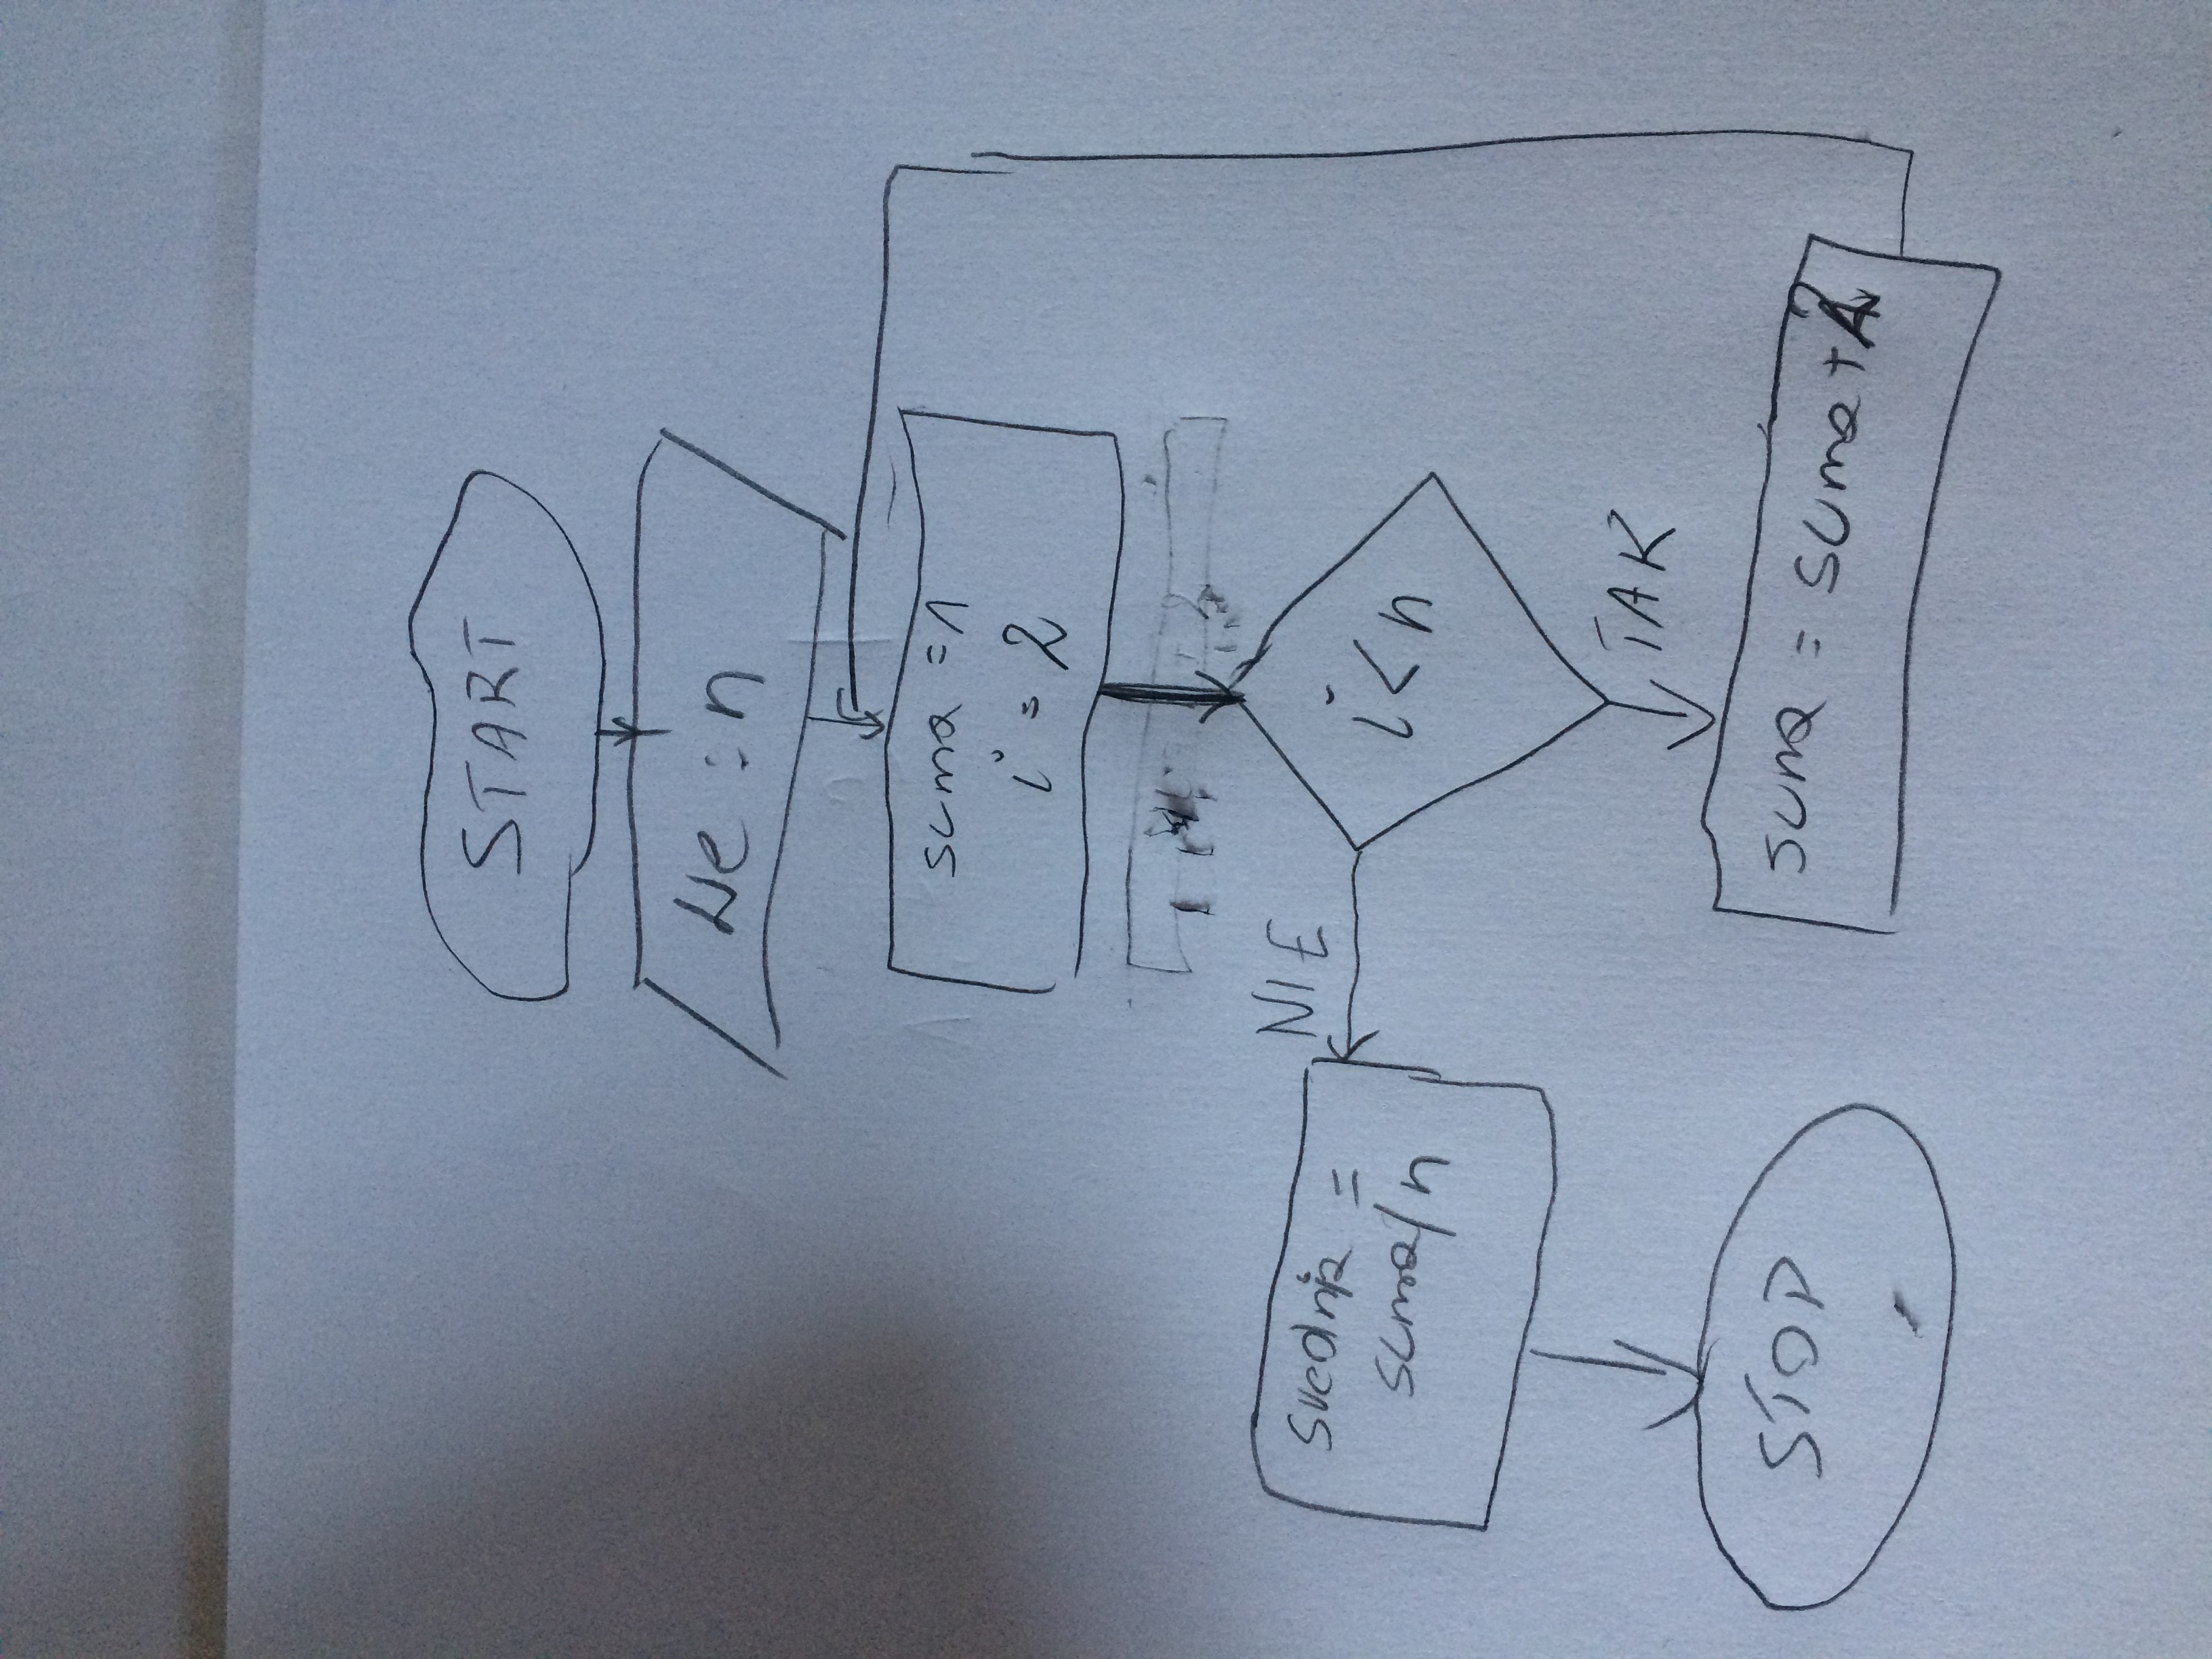 START
We : n
suma = 1
i = 2
i < n
TAK
suma = suma +
NIE
średnia =
suma/n
STOP